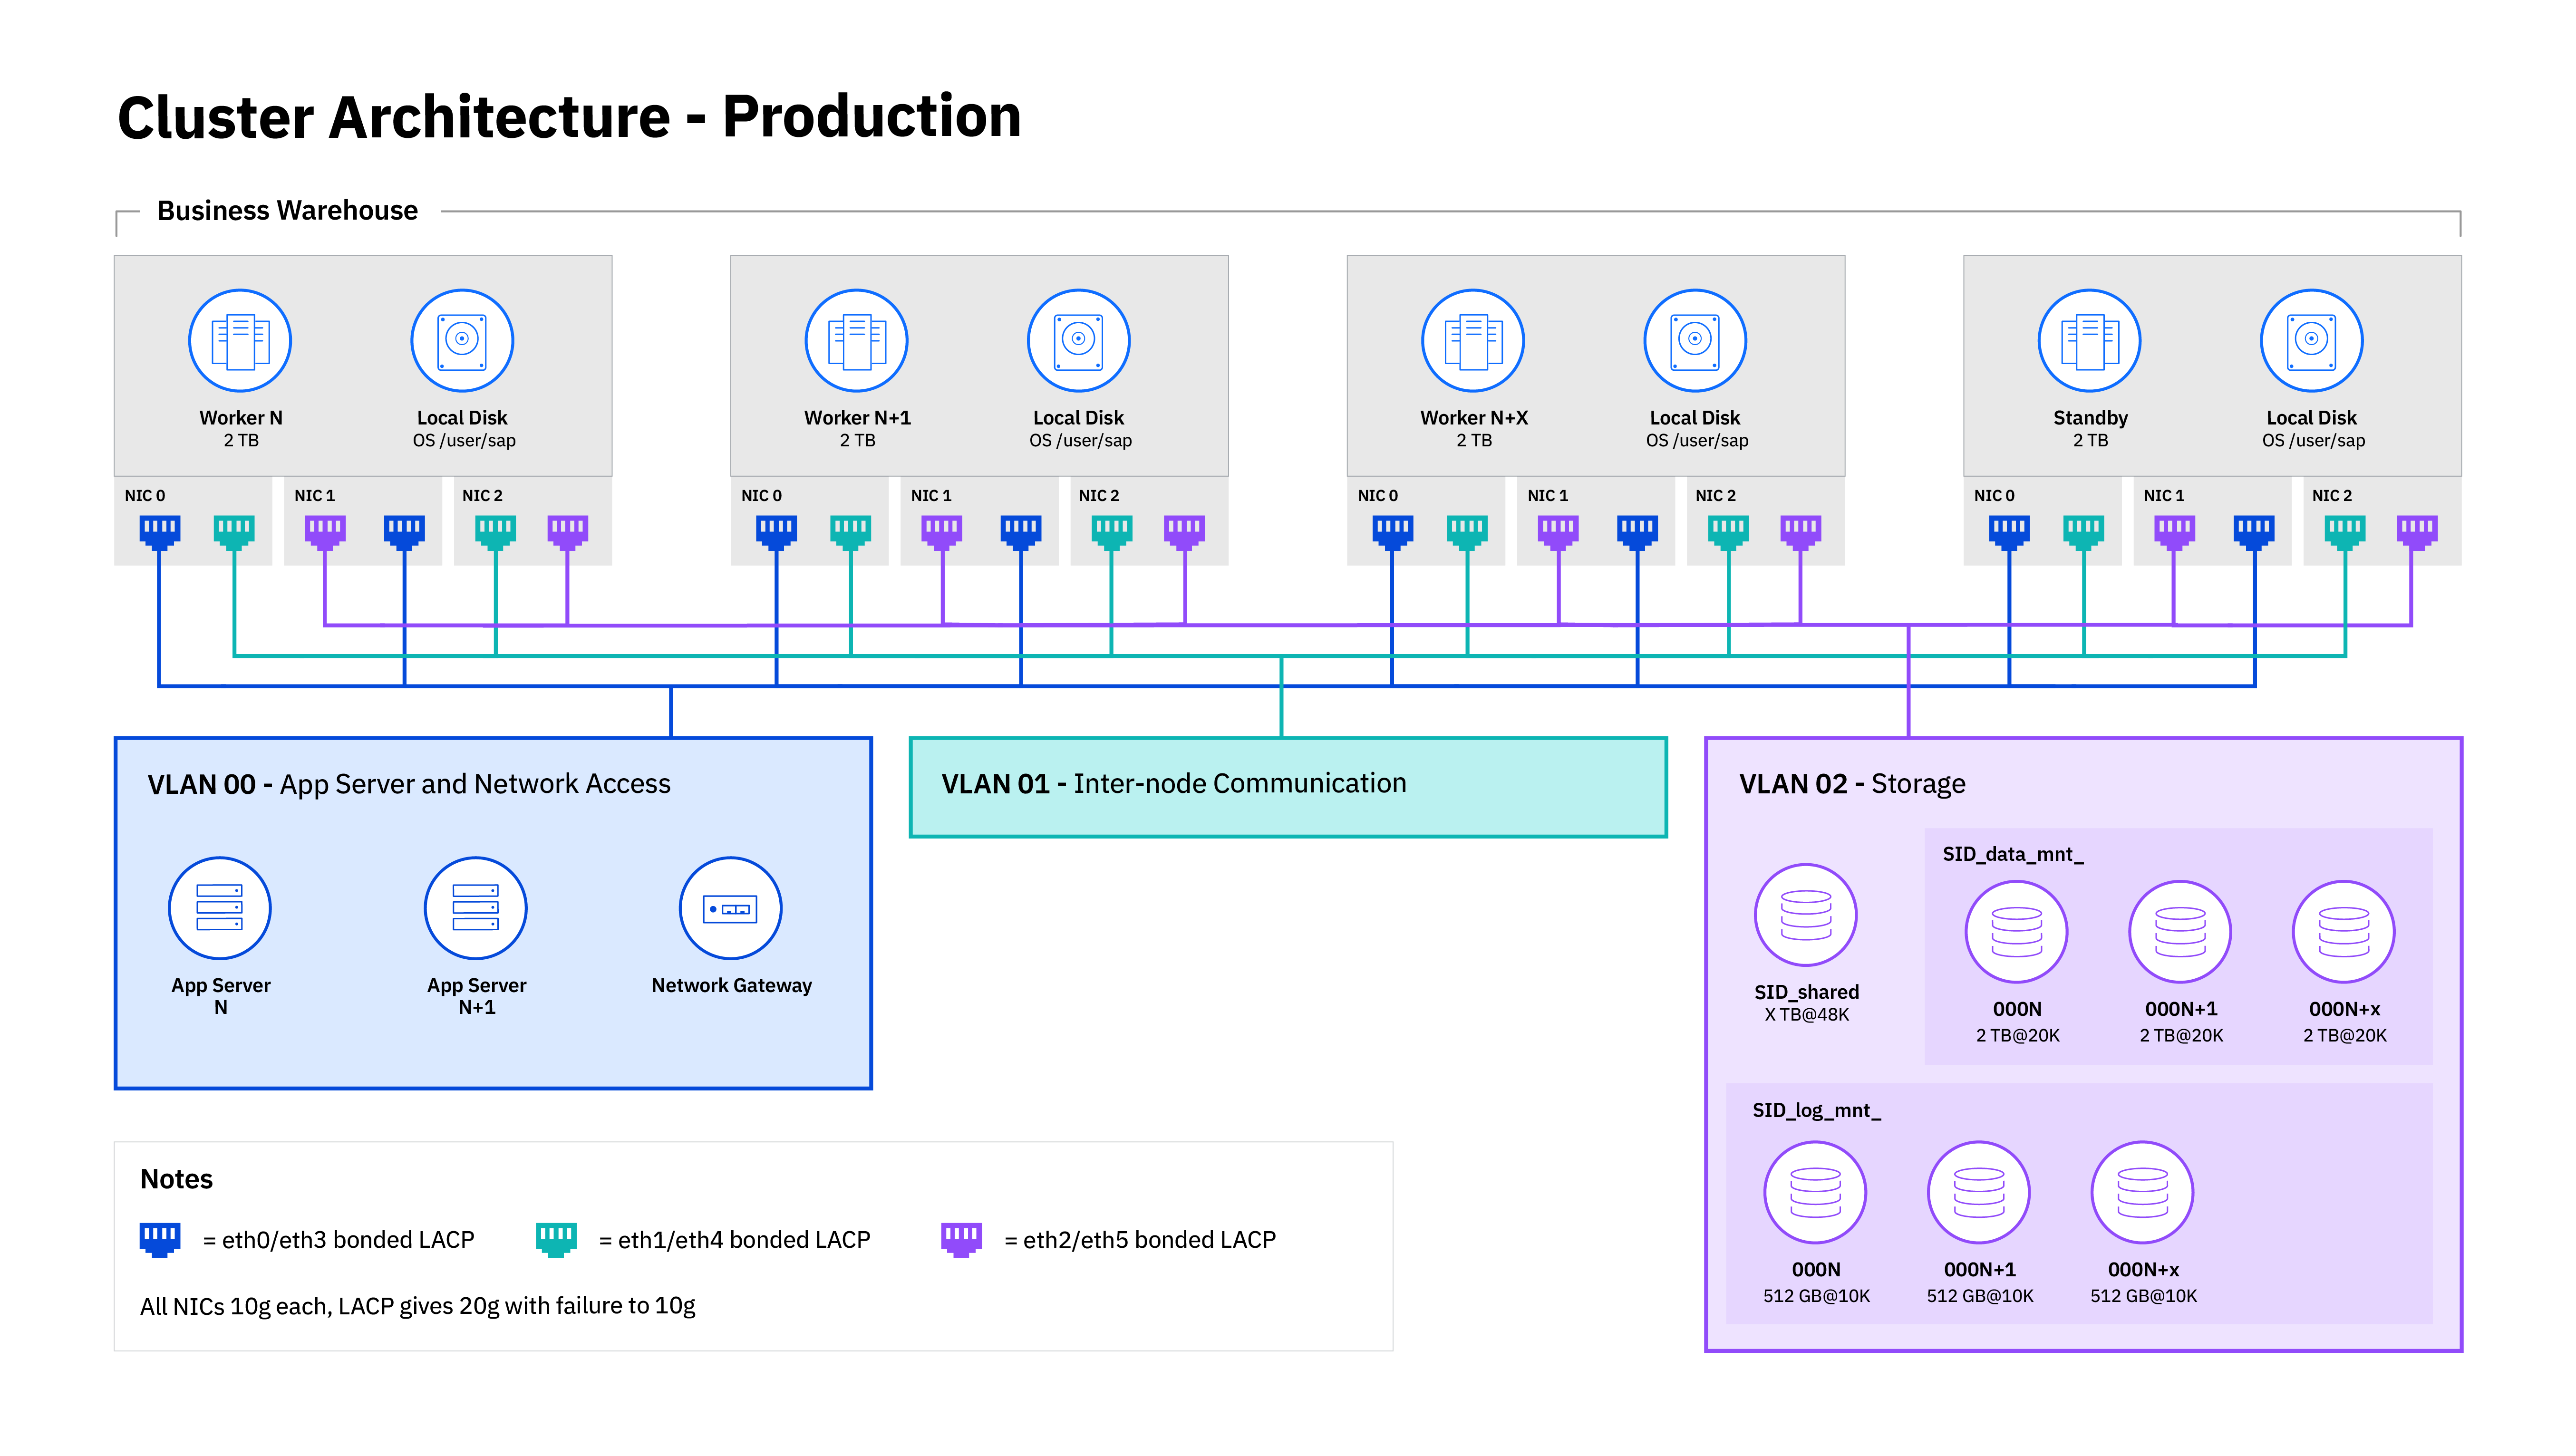 Cluster Architecture - Production
Business Warehouse
Worker N
2 TB
Local Disk
OS /user/sap
NIC 0
NIC 1
NIC 2
Worker N+1
2 TB
Local Disk
OS /user/sap
NIC 0
NIC 1
NIC 2
Worker N+X
2 TB
Local Disk
OS /user/sap
NIC 0
NIC 1
NIC 2
Standby
2 TB
Local Disk
OS /user/sap
NIC 0
NIC 1
NIC 2
VLAN 00 - App Server and Network Access
App Server
N
App Server
N+1
Network Gateway
VLAN 01 - Inter-node Communication
VLAN 02 - Storage
SID_shared
X TB@48K
SID_data_mnt_
000N
2 TB@20K
000N+1
2 TB@20K
000N+x
2 TB@20K
SID_log_mnt_
000N
512 GB@10K
000N+1
512 GB@10K
000N+x
512 GB@10K
Notes
= eth0/eth3 bonded LACP
= eth1/eth4 bonded LACP
= eth2/eth5 bonded LACP
All NICs 10g each, LACP gives 20g with failure to 10g